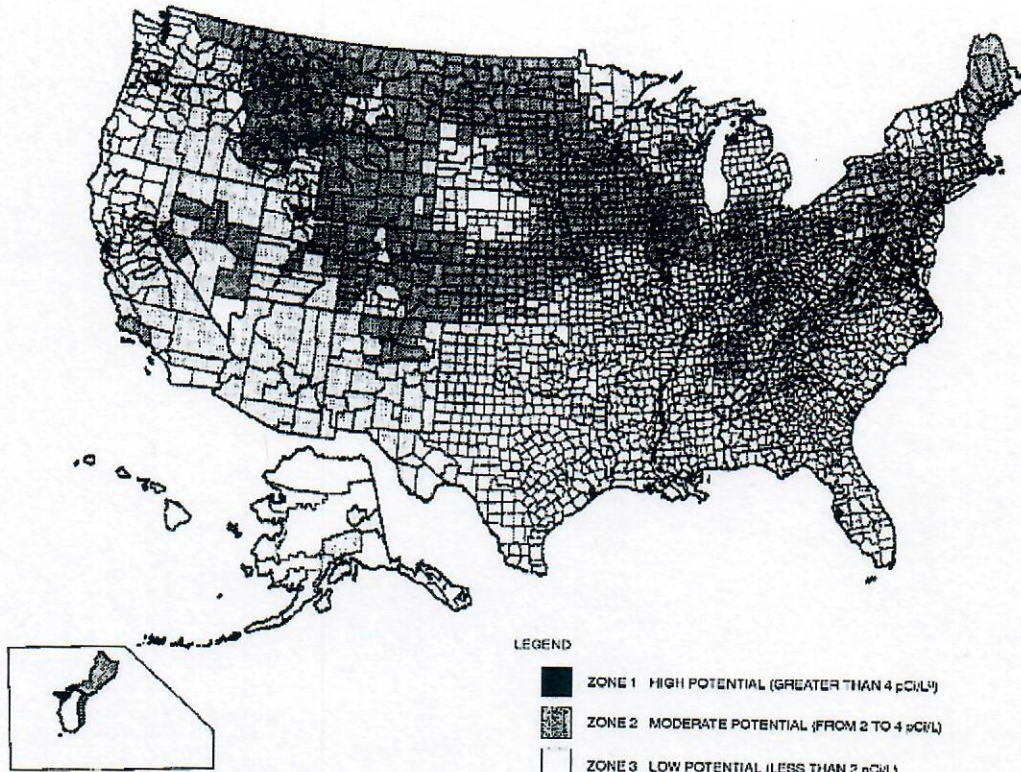 LEGEND
ZONE 1 HIGH POTENTIAL (GREATER THAN 4 pCi/L)
ZONE 2 MODERATE POTENTIAL (FROM 2 TO 4 pCi/L)
ZONE 3 LOW POTENTIAL (LESS THAN 2 pCi/L)